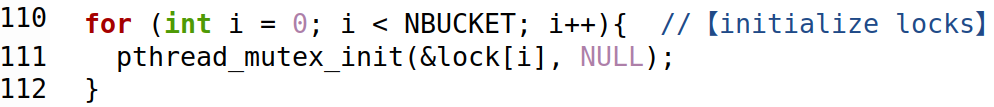 110 for (int i = 0; i < NBUCKET; i++){ //【initialize locks】
111 pthread_mutex_init(&lock[i], NULL);
112 }